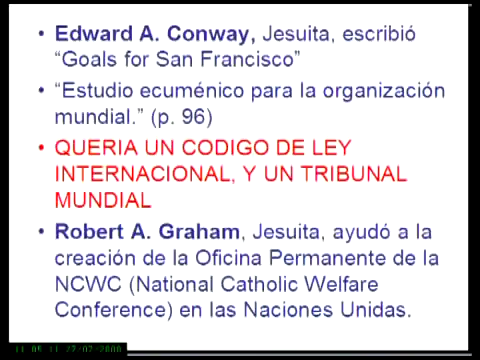 • Edward A. Conway, Jesuita, escribió
“Goals for San Francisco”
• “Estudio ecuménico para la organización
mundial.” (p. 96)
• QUERIA UN CODIGO DE LEY
INTERNACIONAL, Y UN TRIBUNAL
MUNDIAL
• Robert A. Graham, Jesuita, ayudó a la
creación de la Oficina Permanente de la
NCWC (National Catholic Welfare
Conference) en las Naciones Unidas.